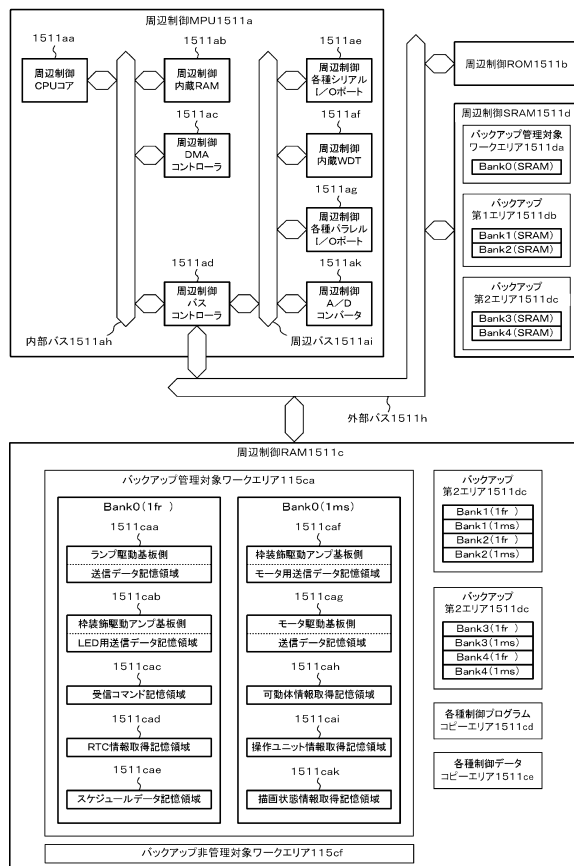 周辺制御MPU1511a
1511aa
周辺制御
CPUコア
1511ab
周辺制御
内蔵RAM
1511ac
周辺制御
DMA
コントローラ
1511ad
周辺制御
バス
コントローラ
1511ae
周辺制御
各種シリアル
I/Oポート
1511af
周辺制御
内蔵WDT
1511ag
周辺制御
各種パラレル
I/Oポート
1511ak
周辺制御
A/D
コンバータ
内部バス1511ah
周辺バス1511ai
外部バス1511h
周辺制御ROM1511b
周辺制御SRAM1511d
バックアップ管理対象
ワークエリア1511da
Bank0(SRAM)
バックアップ
第1エリア1511db
Bank1(SRAM)
Bank2(SRAM)
バックアップ
第2エリア1511dc
Bank3(SRAM)
Bank4(SRAM)
周辺制御RAM1511c
バックアップ管理対象ワークエリア115ca
Bank0(1fr )
1511caa
ランプ駆動基板側
送信データ記憶領域
1511cab
枠装飾駆動アンプ基板側
LED用送信データ記憶領域
1511cac
受信コマンド記憶領域
1511cad
RTC情報取得記憶領域
1511cae
スケジュールデータ記憶領域
Bank0(1ms)
1511caf
枠装飾駆動アンプ基板側
モータ用送信データ記憶領域
1511cag
モータ駆動基板側
送信データ記憶領域
1511cah
可動体情報取得記憶領域
1511cai
操作ユニット情報取得記憶領域
1511cak
描画状態情報取得記憶領域
バックアップ
第2エリア1511dc
Bank1(1fr )
Bank1(1ms)
Bank2(1fr )
Bank2(1ms)
バックアップ
第2エリア1511dc
Bank3(1fr )
Bank3(1ms)
Bank4(1fr )
Bank4(1ms)
各種制御プログラム
コピーエリア1511cd
各種制御データ
コピーエリア1511ce
バックアップ非管理対象ワークエリア115cf